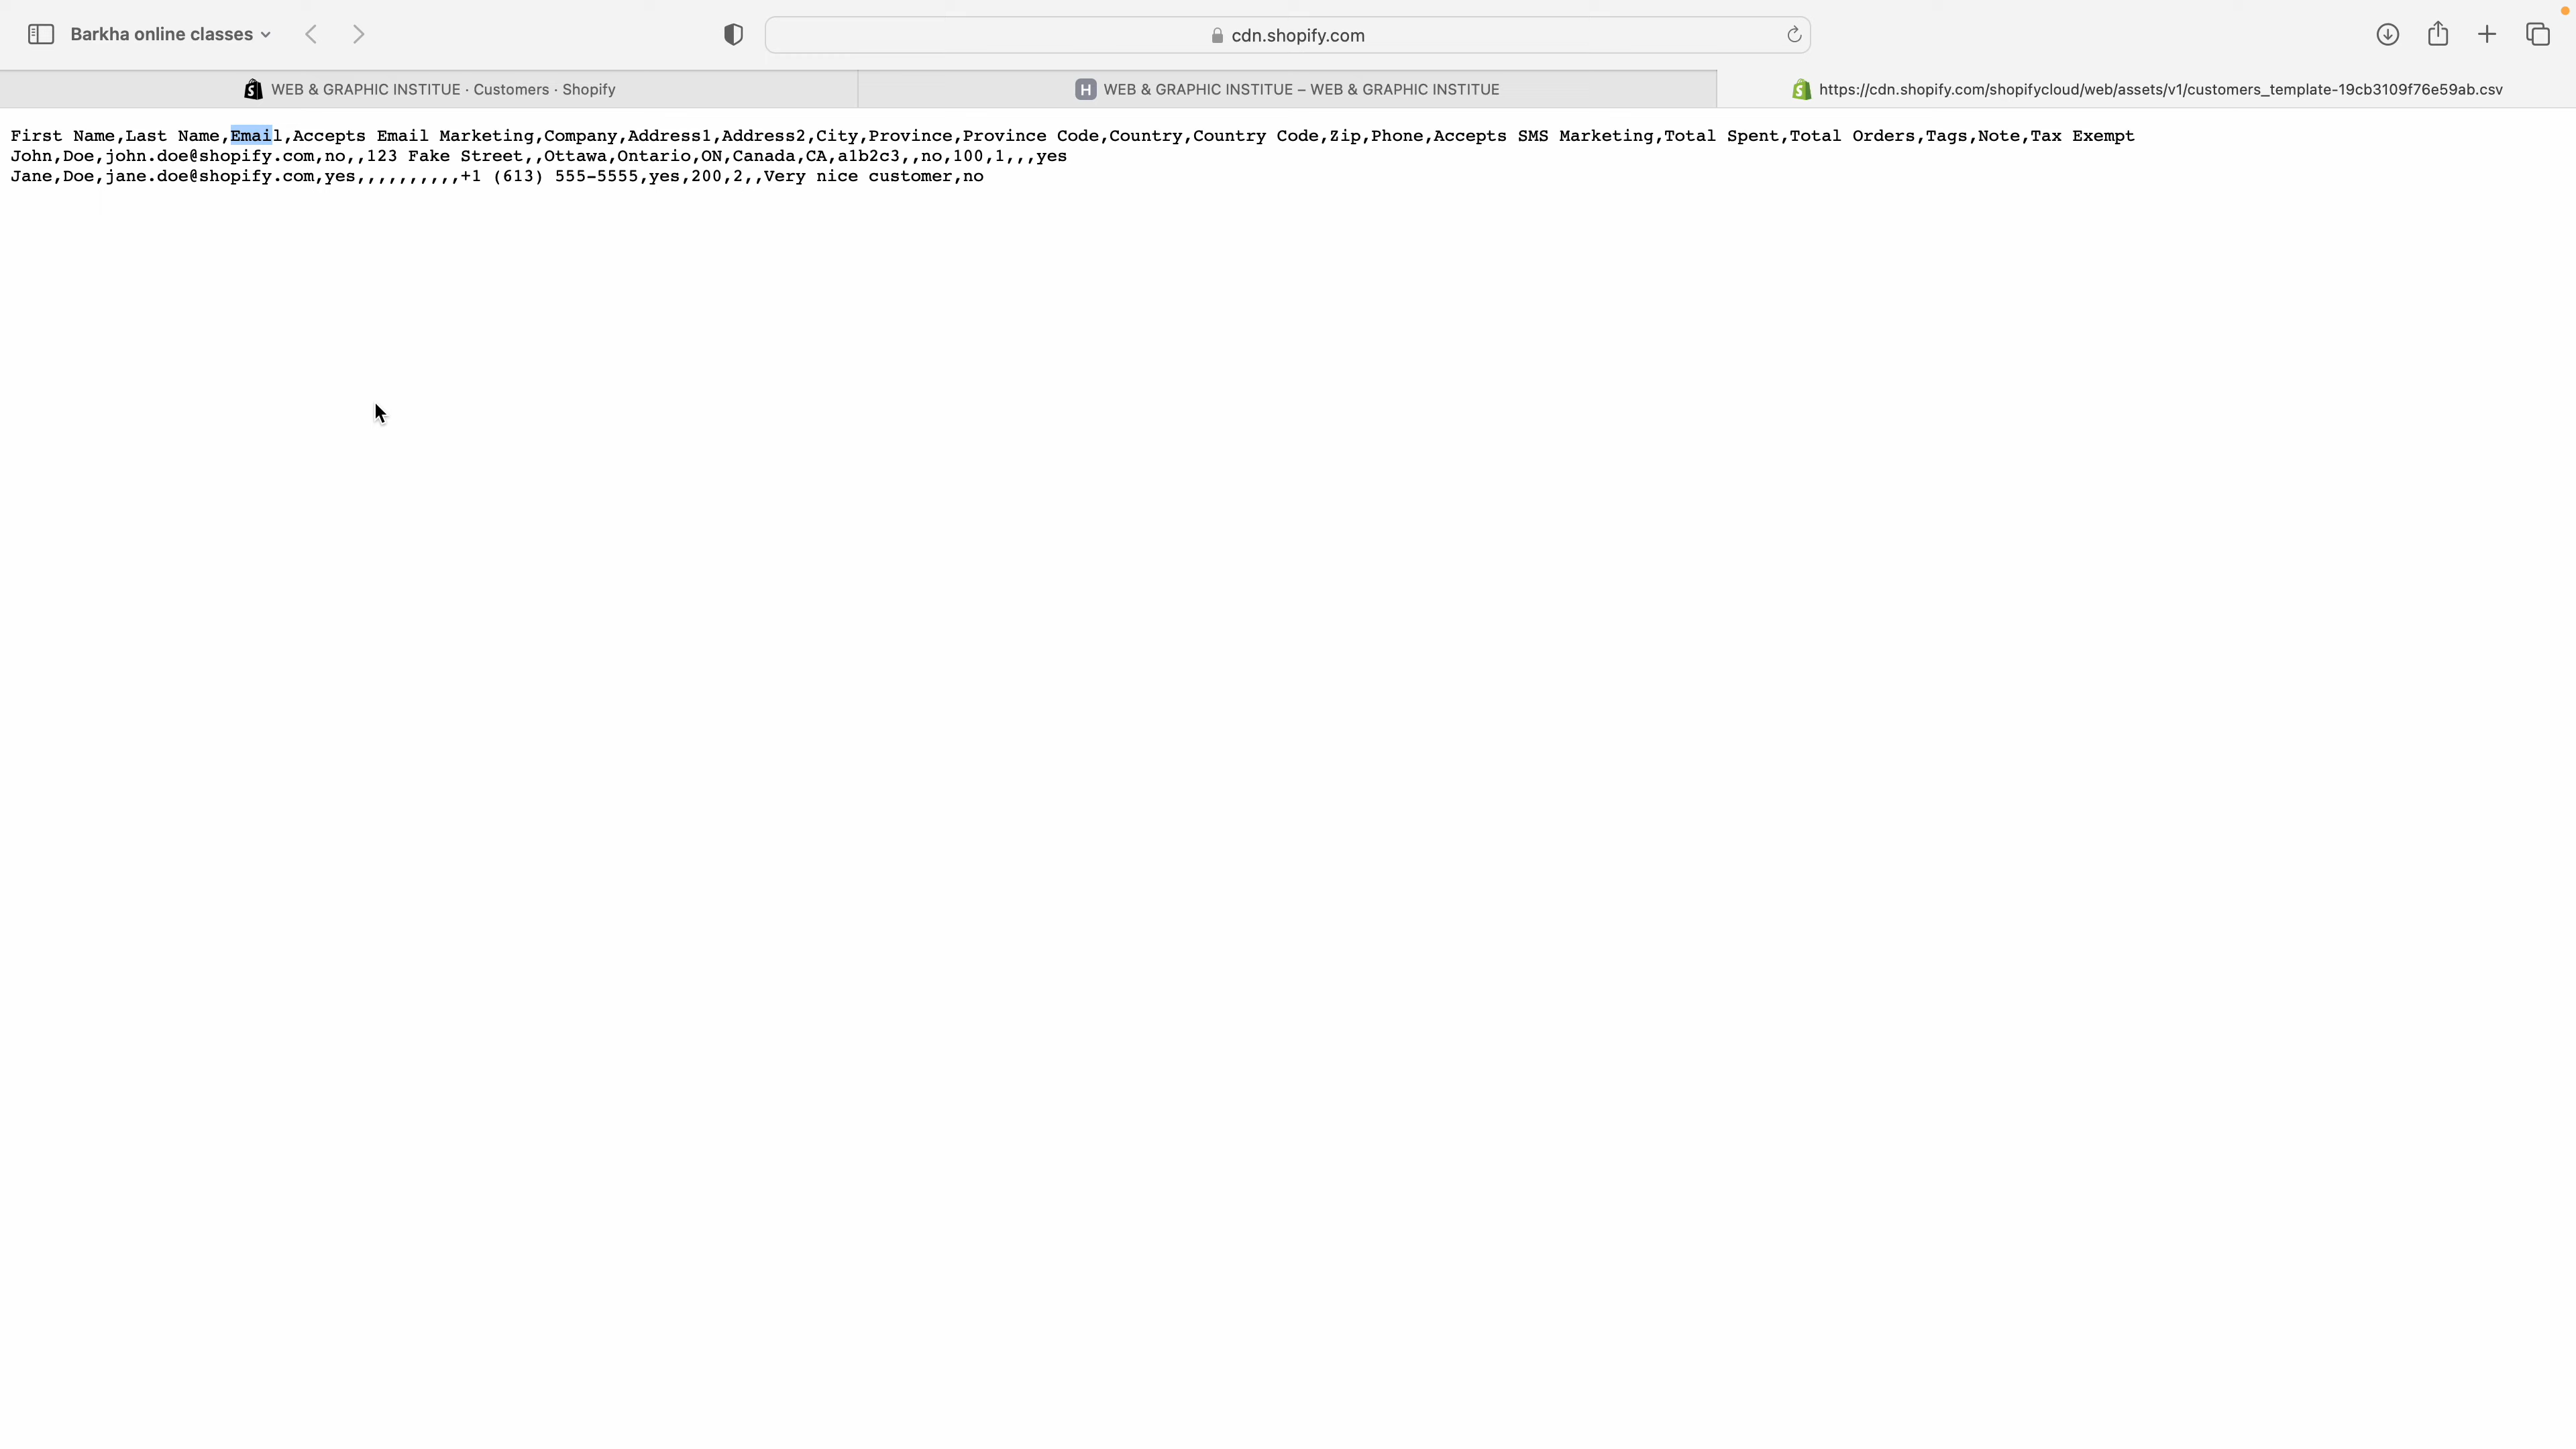 Barkha online classes
cdn.shopify.com
WEB & GRAPHIC INSTITUE · Customers · Shopify
H WEB & GRAPHIC INSTITUE – WEB & GRAPHIC INSTITUE
https://cdn.shopify.com/shopifycloud/web/assets/v1/customers_template-19cb3109f76e59ab.csv
First Name,Last Name,Email,Accepts Email Marketing,Company,Address1,Address2,City,Province,Province Code,Country,Country Code,Zip,Phone,Accepts SMS Marketing,Total Spent,Total Orders,Tags,Note,Tax Exempt
John,Doe,john.doe@shopify.com,no,,123 Fake Street,,Ottawa,Ontario,ON,Canada,CA,a1b2c3,,no,100,1,,,yes
Jane,Doe,jane.doe@shopify.com,yes,,,,,,,,,,+1 (613) 555-5555,yes,200,2,,Very nice customer,no